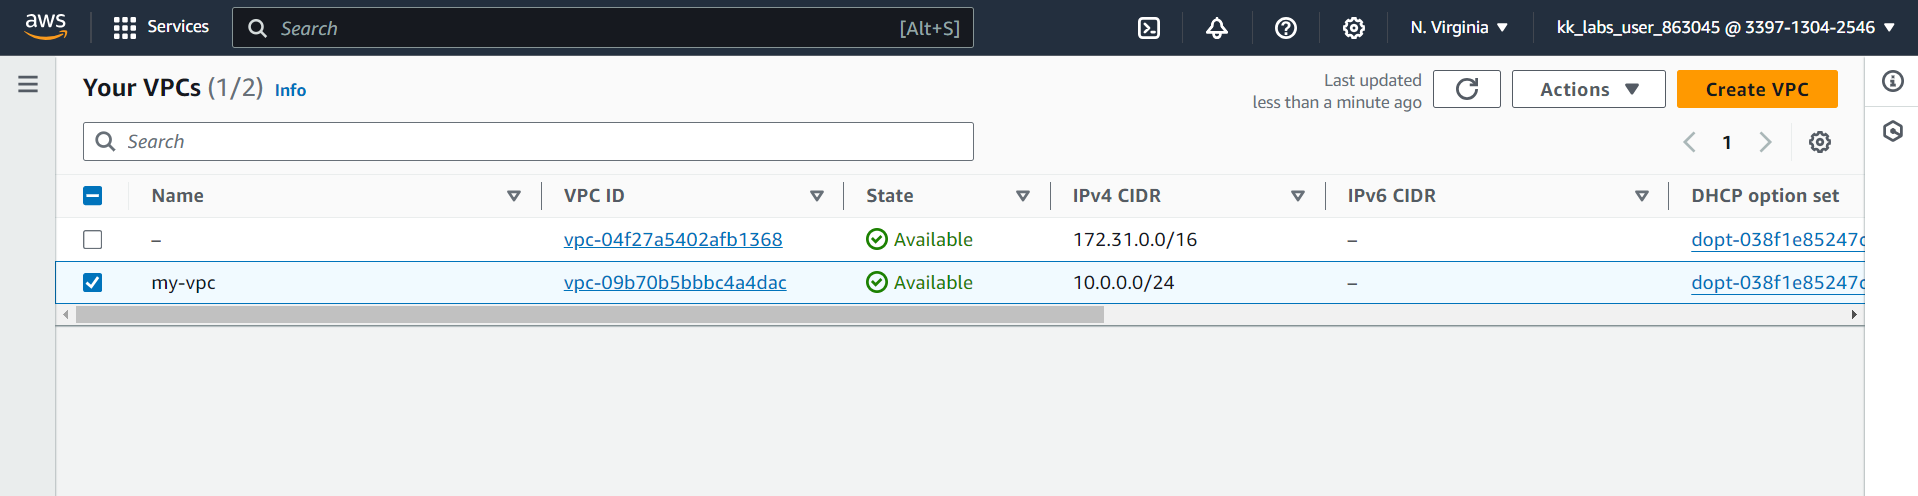 aws
Services
Search [Alt+S]
N. Virginia
kk_labs_user_863045 @ 3397-1304-2546
Your VPCs (1/2) Info
Last updated
less than a minute ago
Actions
Create VPC
Search
1
Name VPC ID State IPv4 CIDR IPv6 CIDR DHCP option set
– vpc-04f27a5402afb1368 Available 172.31.0.0/16 – dopt-038f1e85247c
my-vpc vpc-09b70b5bbbc4a4dac Available 10.0.0.0/24 – dopt-038f1e85247c